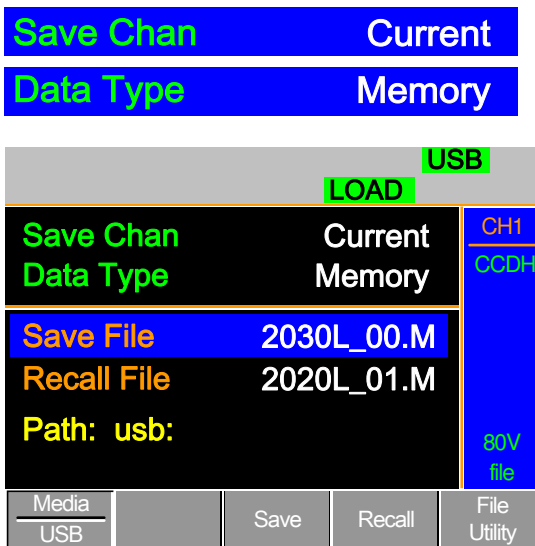 Save Chan Current
Data Type Memory
USB
LOAD
Save Chan Current
Data Type Memory
Save File 2030L_00.M
Recall File 2020L_01.M
Path: usb:
CH1
CCDH
80V
file
Media
USB
Save
Recall
File
Utility